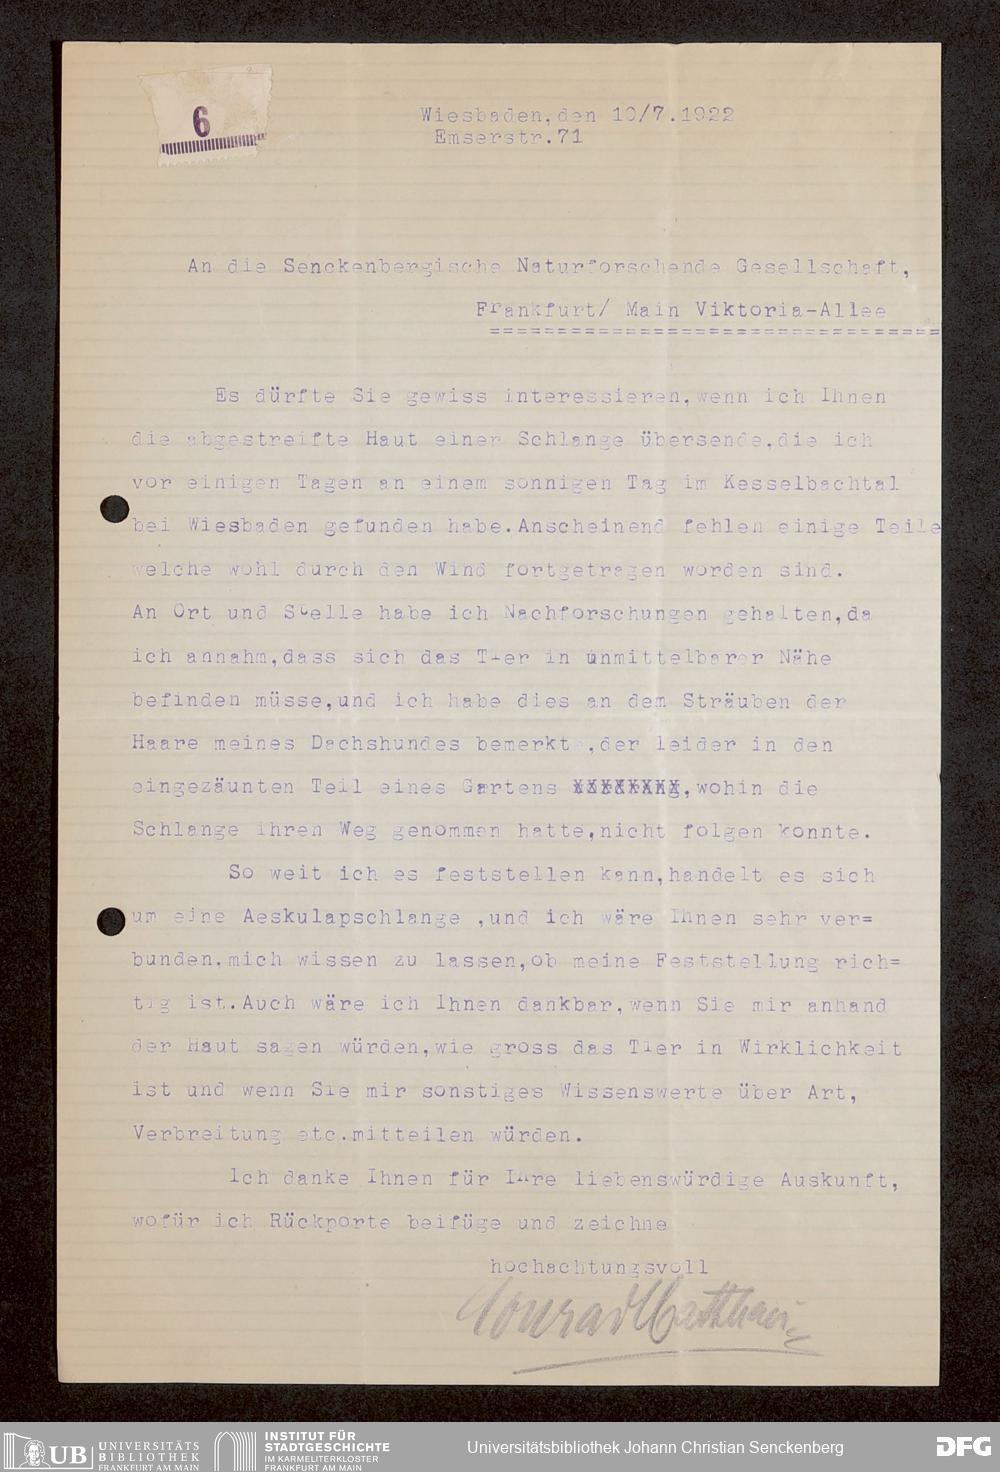 6
Wiesbaden,den 10/7.1922
Emserstr.71
An die Senckenbergische Naturforschende Gesellschaft,
Frankfurt/ Main Viktoria-Allee
=================================
Es dürfte Sie gewiss interessieren,wenn ich Ihnen
die abgestreifte Haut einer Schlange übersende,die ich
vor einigen Tagen an einem sonnigen Tag im Kesselbachtal
bei Wiesbaden gefunden habe.Anscheinend fehlen einige Teile
welche wohl durch den Wind fortgetragen worden sind.
An Ort und Stelle habe ich Nachforschungen gehalten,da
ich annahm,dass sich das Tier in unmittelbarer Nähe
befinden müsse,und ich habe dies an dem Sträuben der
Haare meines Dachshundes bemerkt ,der leider in den
eingezäunten Teil eines Gartens xxxxxxxx,wohin die
Schlange ihren Weg genommen hatte,nicht folgen konnte.
So weit ich es feststellen kann,handelt es sich
um eine Aeskulapschlange ,und ich wäre Ihnen sehr ver=
bunden,mich wissen zu lassen,ob meine Feststellung rich=
tig ist.Auch wäre ich Ihnen dankbar,wenn Sie mir anhand
der Haut sagen würden,wie gross das Tier in Wirklichkeit
ist und wenn Sie mir sonstiges Wissenswerte über Art,
Verbreitung etc.mitteilen würden.
Ich danke Ihnen für Ihre liebenswürdige Auskunft,
wofür ich Rückporte beifüge und zeichne
hochachtungsvoll
Conrad Matthaei
UB UNIVERSITÄTS
BIBLIOTHEK
FRANKFURT AM MAIN
INSTITUT FÜR
STADTGESCHICHTE
IM KARMELITERKLOSTER
FRANKFURT AM MAIN
Universitätsbibliothek Johann Christian Senckenberg
DFG